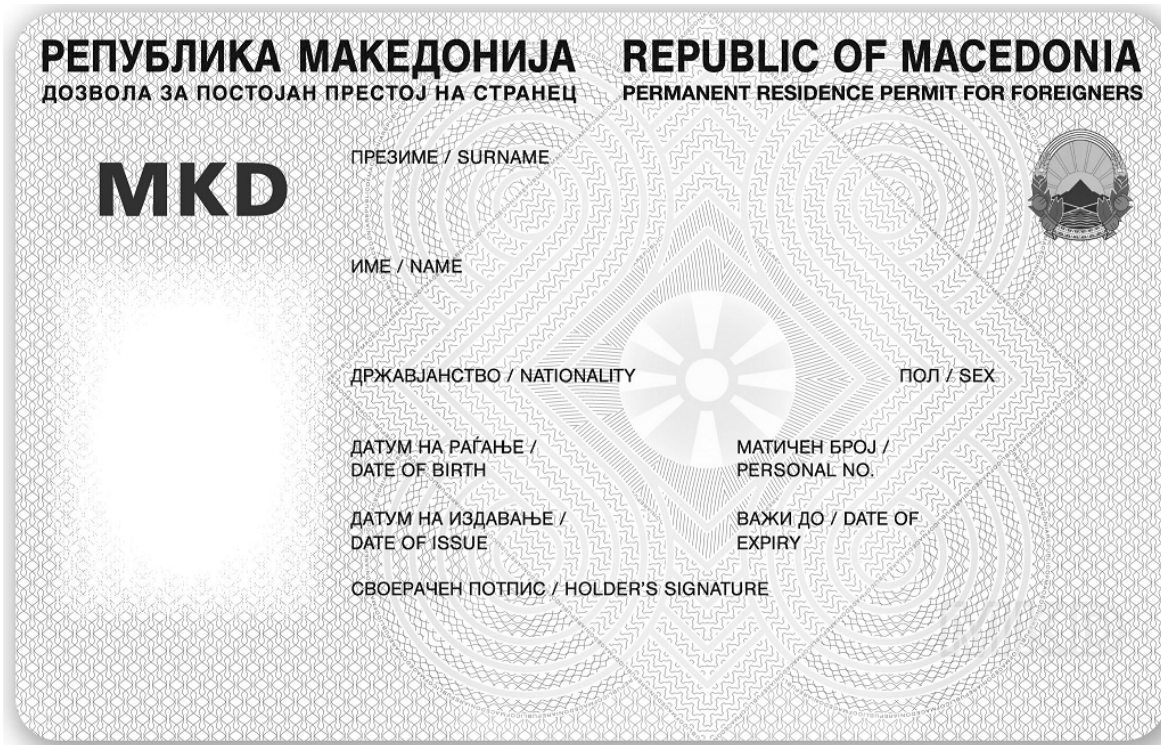 РЕПУБЛИКА МАКЕДОНИЈА REPUBLIC OF MACEDONIA
ДОЗВОЛА ЗА ПОСТОЈАН ПРЕСТОЈ НА СТРАНЕЦ PERMANENT RESIDENCE PERMIT FOR FOREIGNERS
MKD
ПРЕЗИМЕ / SURNAME
ИМЕ / NAME
ДРЖАВЈАНСТВО / NATIONALITY ПОЛ / SEX
ДАТУМ НА РАЃАЊЕ /
DATE OF BIRTH
МАТИЧЕН БРОЈ /
PERSONAL NO.
ДАТУМ НА ИЗДАВАЊЕ /
DATE OF ISSUE
ВАЖИ ДО / DATE OF
EXPIRY
СВОЕРАЧЕН ПОТПИС / HOLDER'S SIGNATURE